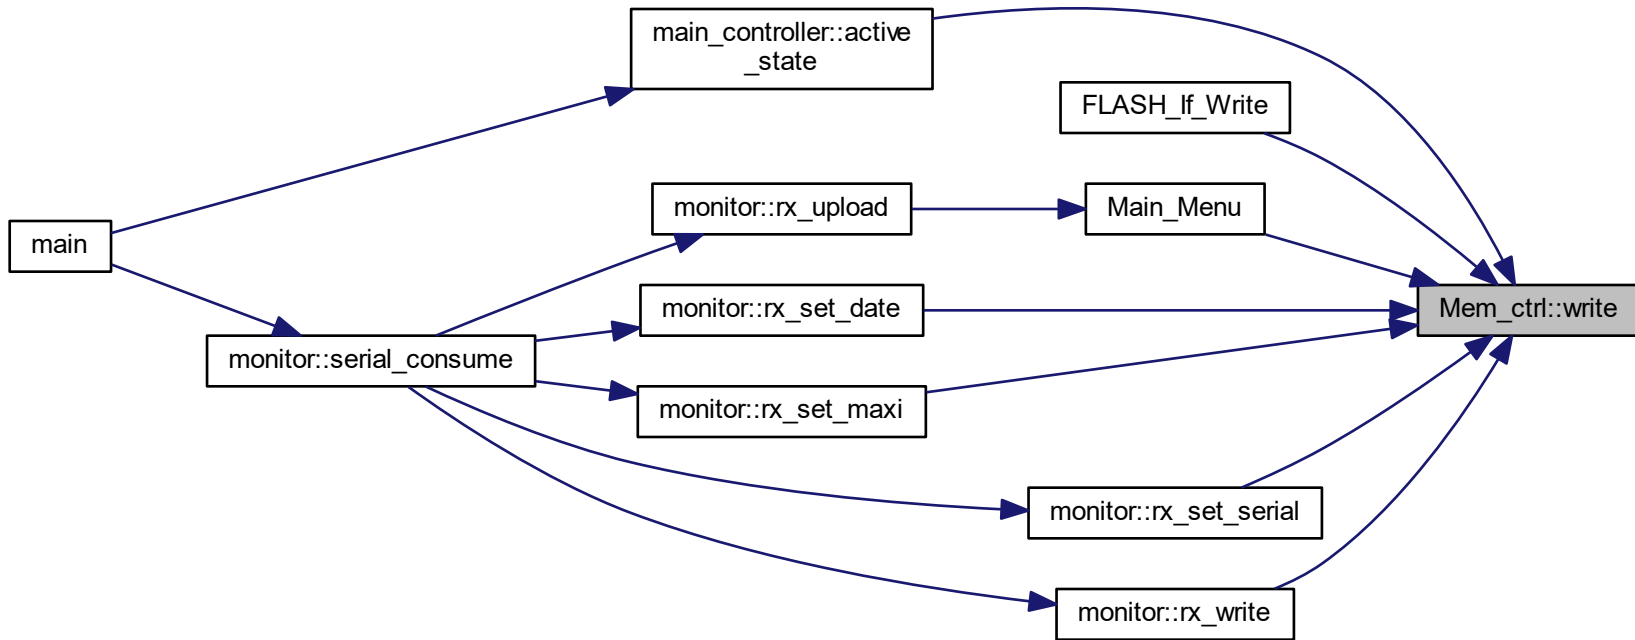 main_controller::active
_state
FLASH_If_Write
monitor::rx_upload
Main_Menu
main
monitor::rx_set_date
Mem_ctrl::write
monitor::serial_consume
monitor::rx_set_maxi
monitor::rx_set_serial
monitor::rx_write